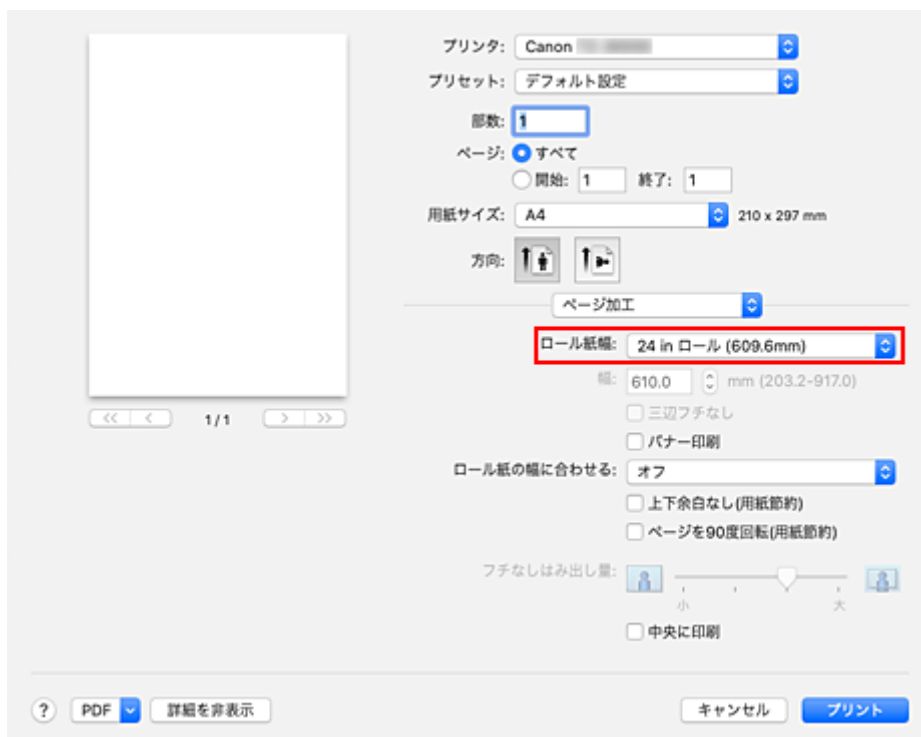 プリンタ: Canon
プリセット: デフォルト設定
部数: 1
ページ: すべて
開始: 1 終了: 1
用紙サイズ: A4 210 x 297 mm
方向:
ページ加工
ロール紙幅: 24 in ロール (609.6mm)
幅: 610.0 mm (203.2-917.0)
三辺フチなし
バナー印刷
ロール紙の幅に合わせる: オフ
上下余白なし(用紙節約)
ページを90度回転(用紙節約)
フチなしはみ出し量:
小 大
中央に印刷
<< < 1/1 > >>
? PDF 詳細を非表示 キャンセル プリント